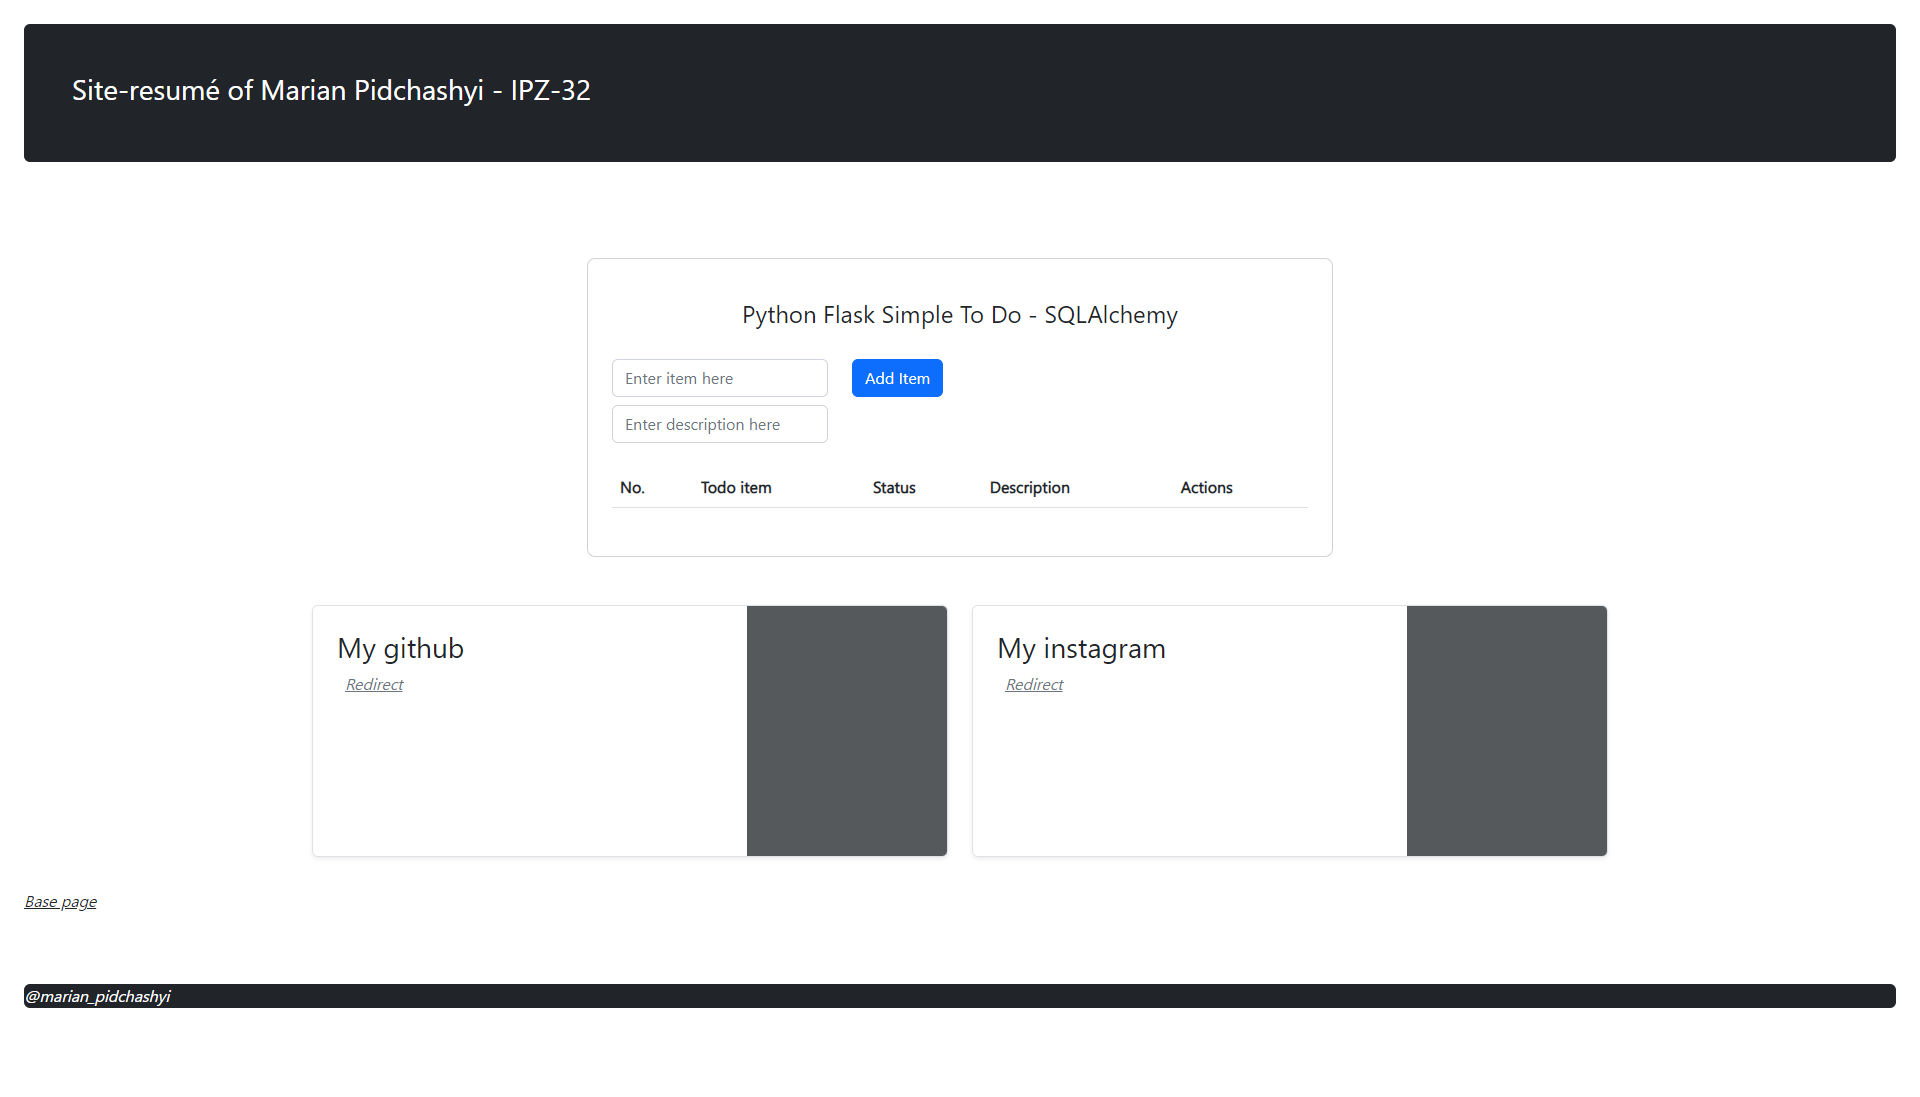 Site-resumé of Marian Pidchashyi - IPZ-32
Python Flask Simple To Do - SQLAlchemy
Enter item here
Add Item
Enter description here
No. Todo item Status Description Actions
My github
Redirect
My instagram
Redirect
Base page
@marian_pidchashyi